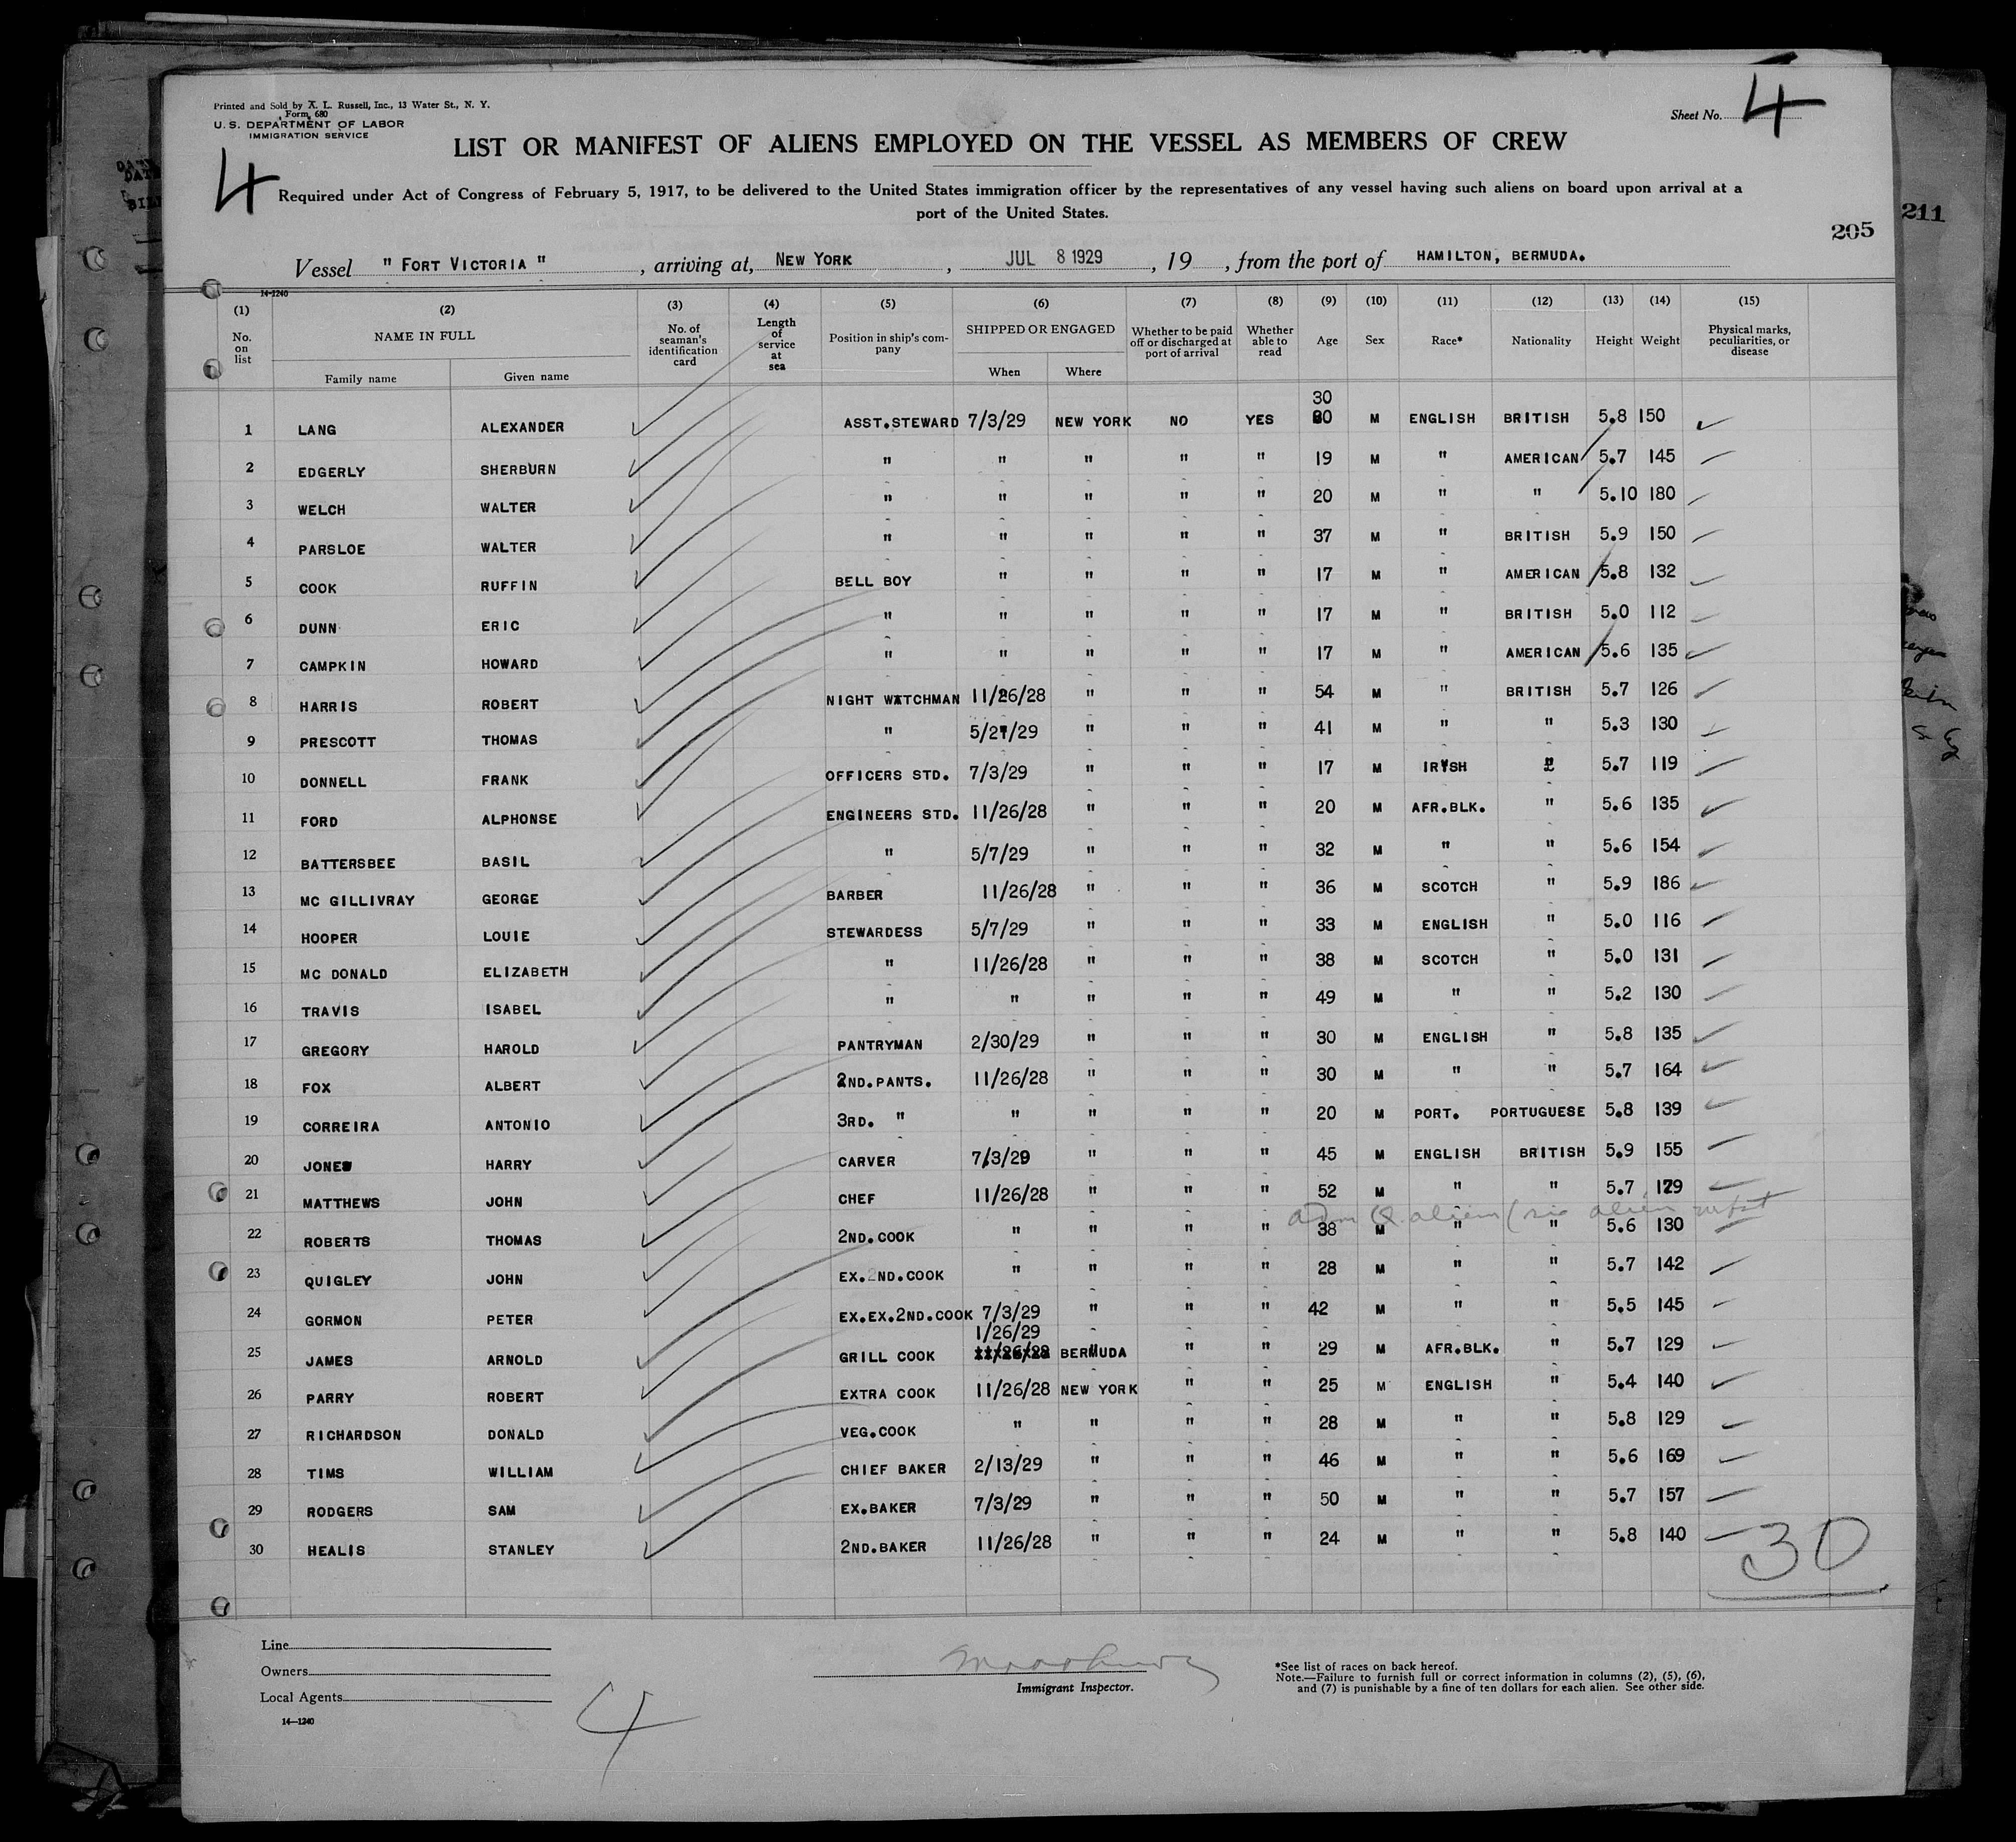 Printed and Sold by A. L. Russell, Inc., 13 Water St., N. Y.
Form 680
U. S. DEPARTMENT OF LABOR
IMMIGRATION SERVICE
Sheet No. 4
LIST OR MANIFEST OF ALIENS EMPLOYED ON THE VESSEL AS MEMBERS OF CREW
4
Required under Act of Congress of February 5, 1917, to be delivered to the United States immigration officer by the representatives of any vessel having such aliens on board upon arrival at a
port of the United States.
205
211
Vessel " FORT VICTORIA " , arriving at, NEW YORK , JUL 8 1929 , 19 , from the port of HAMILTON, BERMUDA.
14-1240
(1) (2) (3) (4) (5) (6) (7) (8) (9) (10) (11) (12) (13) (14) (15)
No. on list NAME IN FULL Family name Given name No. of seaman's identification card Length of service at sea Position in ship's company SHIPPED OR ENGAGED When Where Whether to be paid off or discharged at port of arrival Whether able to read Age Sex Race* Nationality Height Weight Physical marks, peculiarities, or disease
30
1 LANG ALEXANDER ASST.STEWARD 7/3/29 NEW YORK NO YES 30 M ENGLISH BRITISH 5.8 150
2 EDGERLY SHERBURN " " " " " 19 M " AMERICAN 5.7 145
3 WELCH WALTER " " " " " 20 M " " 5.10 180
4 PARSLOE WALTER " " " " " 37 M " BRITISH 5.9 150
5 COOK RUFFIN BELL BOY " " " " 17 M " AMERICAN 5.8 132
6 DUNN ERIC " " " " " 17 M " BRITISH 5.0 112
7 CAMPKIN HOWARD " " " " " 17 M " AMERICAN 5.6 135
8 HARRIS ROBERT NIGHT WATCHMAN 11/26/28 " " " 54 M " BRITISH 5.7 126
9 PRESCOTT THOMAS " 5/27/29 " " " 41 M " " 5.3 130
10 DONNELL FRANK OFFICERS STD. 7/3/29 " " " 17 M IRISH " 5.7 119
11 FORD ALPHONSE ENGINEERS STD. 11/26/28 " " " 20 M AFR.BLK. " 5.6 135
12 BATTERSBEE BASIL " 5/7/29 " " " 32 M " " 5.6 154
13 MC GILLIVRAY GEORGE BARBER 11/26/28 " " " 36 M SCOTCH " 5.9 186
14 HOOPER LOUIE STEWARDESS 5/7/29 " " " 33 M ENGLISH " 5.0 116
15 MC DONALD ELIZABETH " 11/26/28 " " " 38 M SCOTCH " 5.0 131
16 TRAVIS ISABEL " " " " " 49 M " " 5.2 130
17 GREGORY HAROLD PANTRYMAN 2/30/29 " " " 30 M ENGLISH " 5.8 135
18 FOX ALBERT 2ND.PANTS. 11/26/28 " " " 30 M " " 5.7 164
19 CORREIRA ANTONIO 3RD. " " " " " 20 M PORT. PORTUGUESE 5.8 139
20 JONES HARRY CARVER 7/3/29 " " " 45 M ENGLISH BRITISH 5.9 155
21 MATTHEWS JOHN CHEF 11/26/28 " " " 52 M " " 5.7 129
22 ROBERTS THOMAS 2ND.COOK " " " " 38 M " " 5.6 130
23 QUIGLEY JOHN EX.2ND.COOK " " " " 28 M " " 5.7 142
24 GORMON PETER EX.EX.2ND.COOK 7/3/29 " " " 42 M " " 5.5 145
1/26/29
25 JAMES ARNOLD GRILL COOK 11/26/28 BERMUDA " " 29 M AFR.BLK. " 5.7 129
26 PARRY ROBERT EXTRA COOK 11/26/28 NEW YORK " " 25 M ENGLISH " 5.4 140
27 RICHARDSON DONALD VEG.COOK " " " " 28 M " " 5.8 129
28 TIMS WILLIAM CHIEF BAKER 2/13/29 " " " 46 M " " 5.6 169
29 RODGERS SAM EX.BAKER 7/3/29 " " " 50 M " " 5.7 157
30 HEALIS STANLEY 2ND.BAKER 11/26/28 " " " 24 M " " 5.8 140
30
Line
Owners
Local Agents
14—1240
4
Immigrant Inspector.
*See list of races on back hereof.
Note.—Failure to furnish full or correct information in columns (2), (5), (6),
and (7) is punishable by a fine of ten dollars for each alien. See other side.